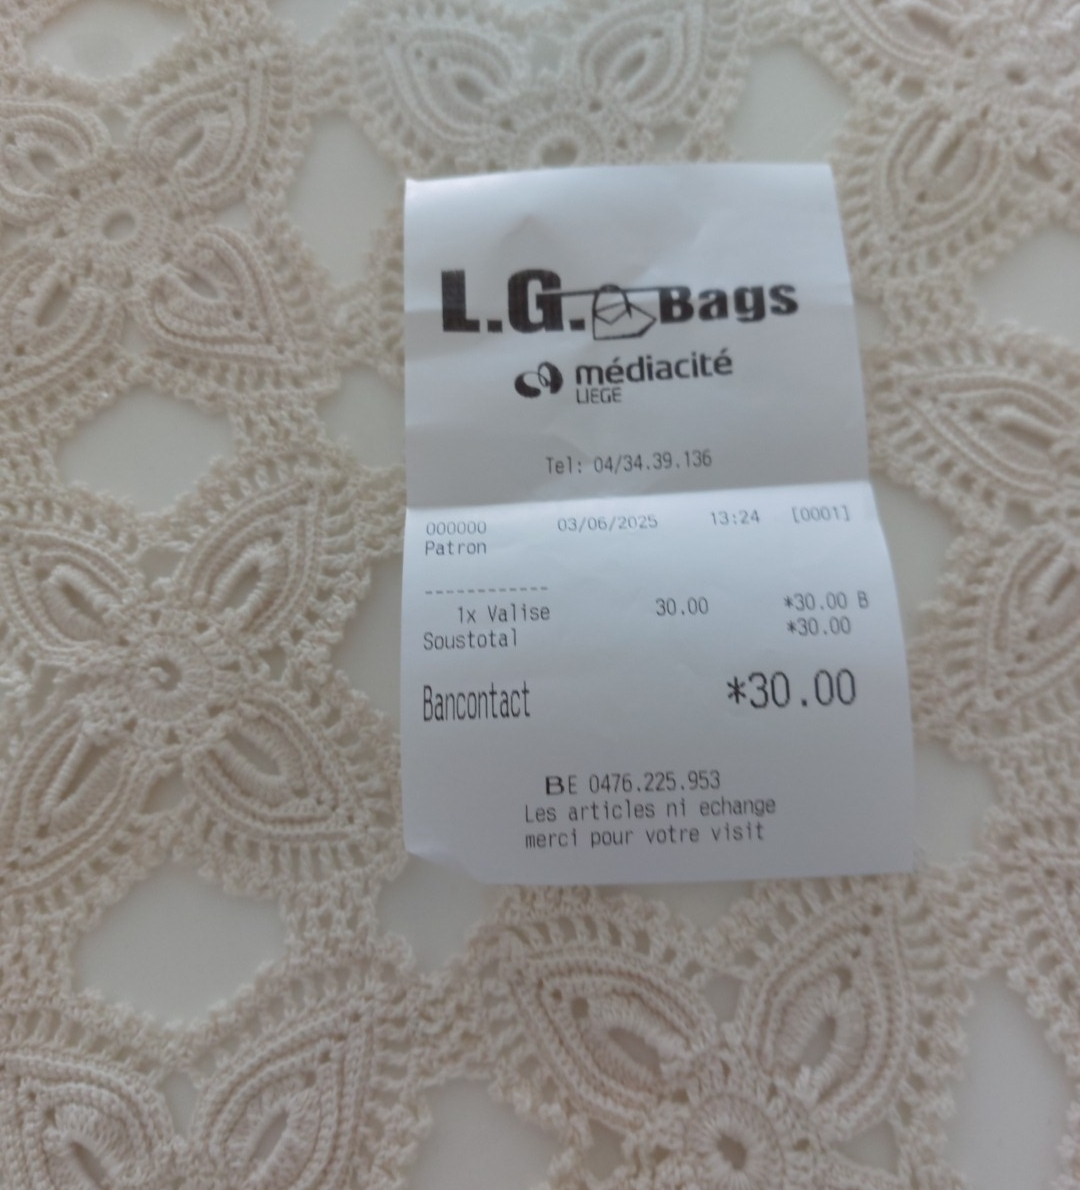 L.G. Bags
médiacité
LIEGE
Tel: 04/34.39.136
000000 03/06/2025 13:24 [0001]
Patron
------------
1x Valise 30.00 *30.00 B
Soustotal *30.00
Bancontact *30.00
BE 0476.225.953
Les articles ni echange
merci pour votre visit